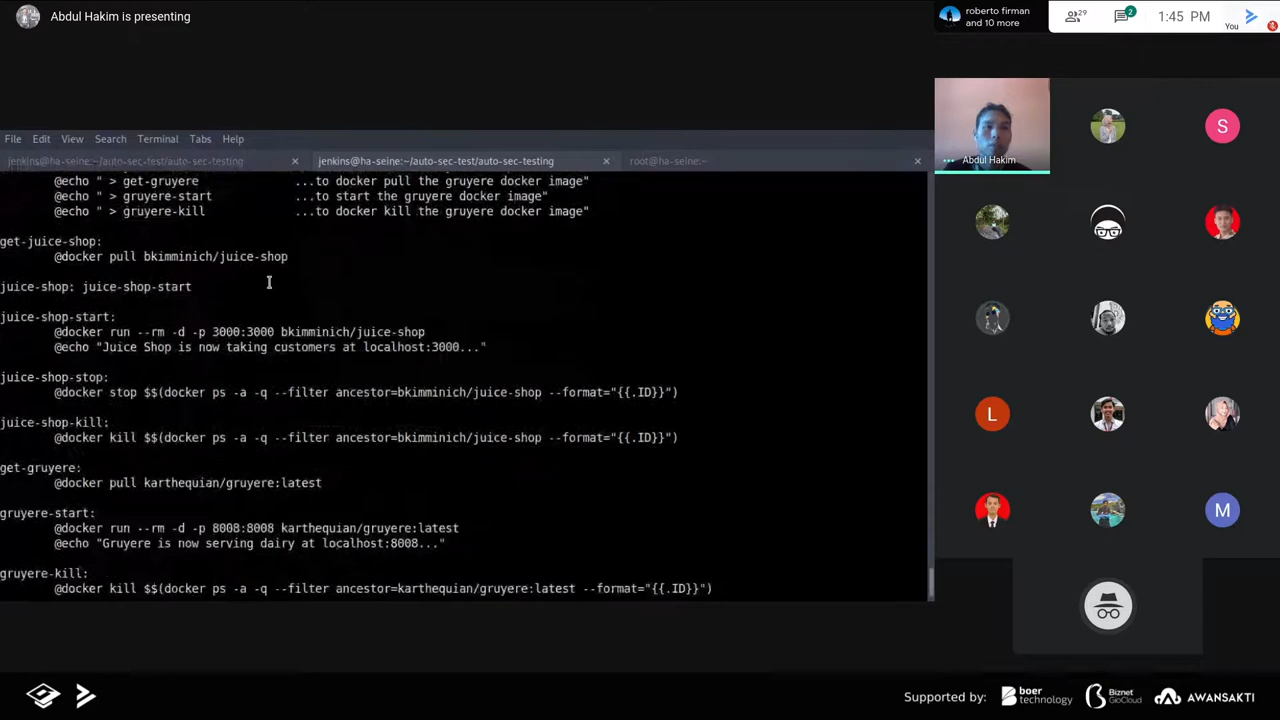 Abdul Hakim is presenting
roberto firman
and 10 more
29
2
1:45 PM
You
File Edit View Search Terminal Tabs Help
jenkins@ha-seine:~/auto-sec-test/auto-sec-testing
jenkins@ha-seine:~/auto-sec-test/auto-sec-testing
root@ha-seine:~
@echo " > get-gruyere ...to docker pull the gruyere docker image"
@echo " > gruyere-start ...to start the gruyere docker image"
@echo " > gruyere-kill ...to docker kill the gruyere docker image"
get-juice-shop:
@docker pull bkimminich/juice-shop
juice-shop: juice-shop-start
juice-shop-start:
@docker run --rm -d -p 3000:3000 bkimminich/juice-shop
@echo "Juice Shop is now taking customers at localhost:3000..."
juice-shop-stop:
@docker stop $$(docker ps -a -q --filter ancestor=bkimminich/juice-shop --format="{{.ID}}")
juice-shop-kill:
@docker kill $$(docker ps -a -q --filter ancestor=bkimminich/juice-shop --format="{{.ID}}")
get-gruyere:
@docker pull karthequian/gruyere:latest
gruyere-start:
@docker run --rm -d -p 8008:8008 karthequian/gruyere:latest
@echo "Gruyere is now serving dairy at localhost:8008..."
gruyere-kill:
@docker kill $$(docker ps -a -q --filter ancestor=karthequian/gruyere:latest --format="{{.ID}}")
Abdul Hakim
S
L
M
Supported by:
boer
technology
Biznet
GioCloud
AWANSAKTI